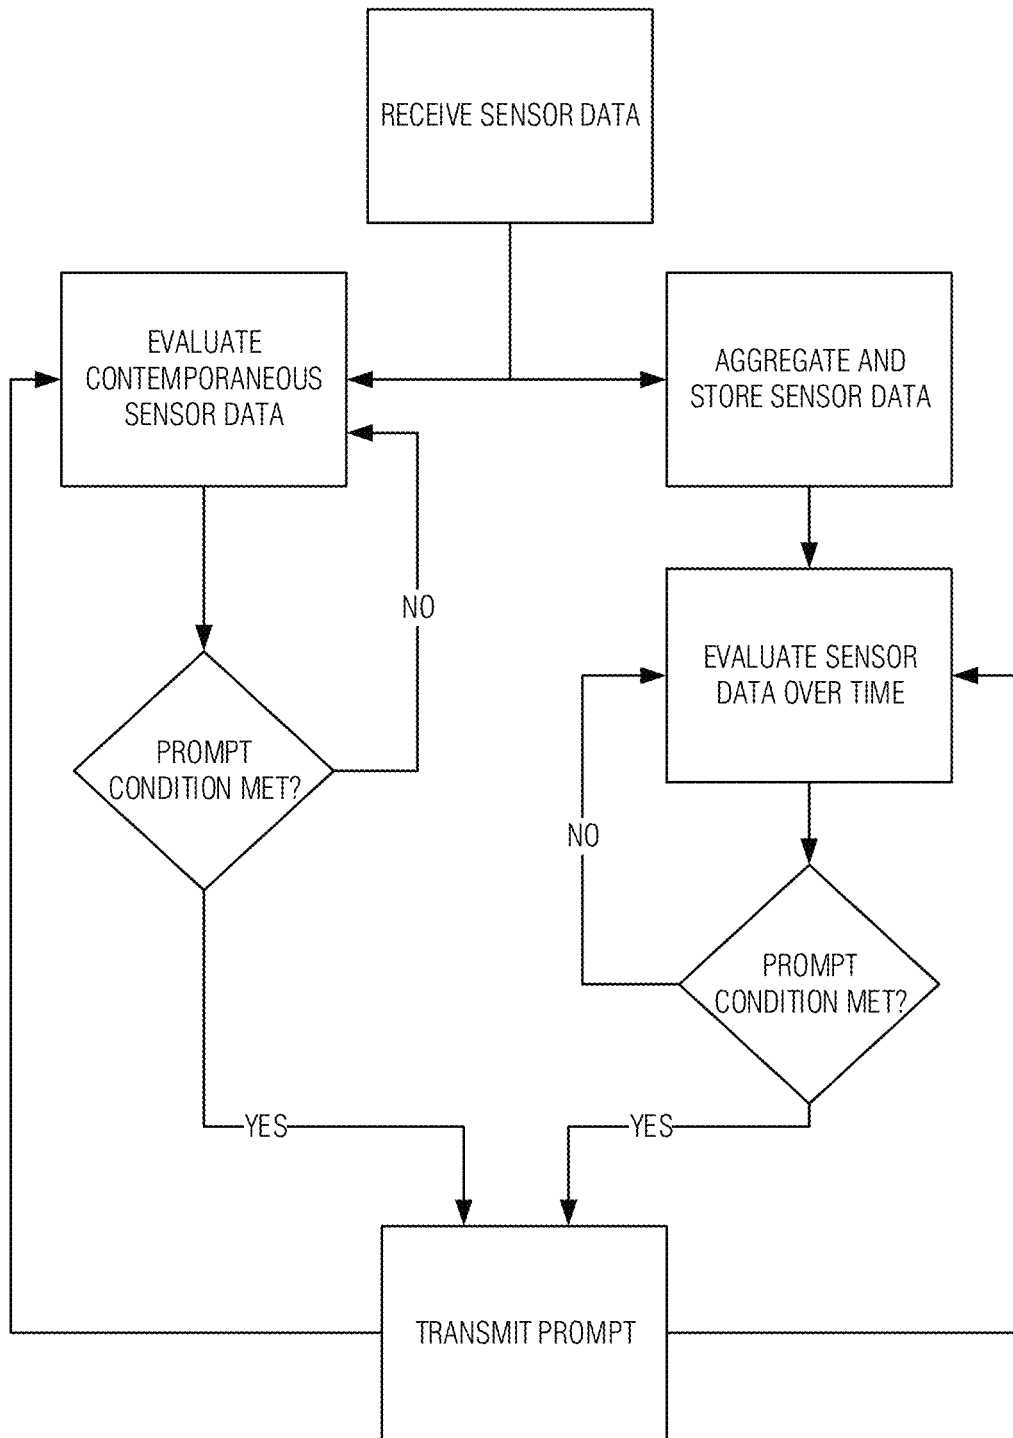 RECEIVE SENSOR DATA
EVALUATE
CONTEMPORANEOUS
SENSOR DATA
AGGREGATE AND
STORE SENSOR DATA
NO
EVALUATE SENSOR
DATA OVER TIME
PROMPT
CONDITION MET?
NO
PROMPT
CONDITION MET?
YES
YES
TRANSMIT PROMPT